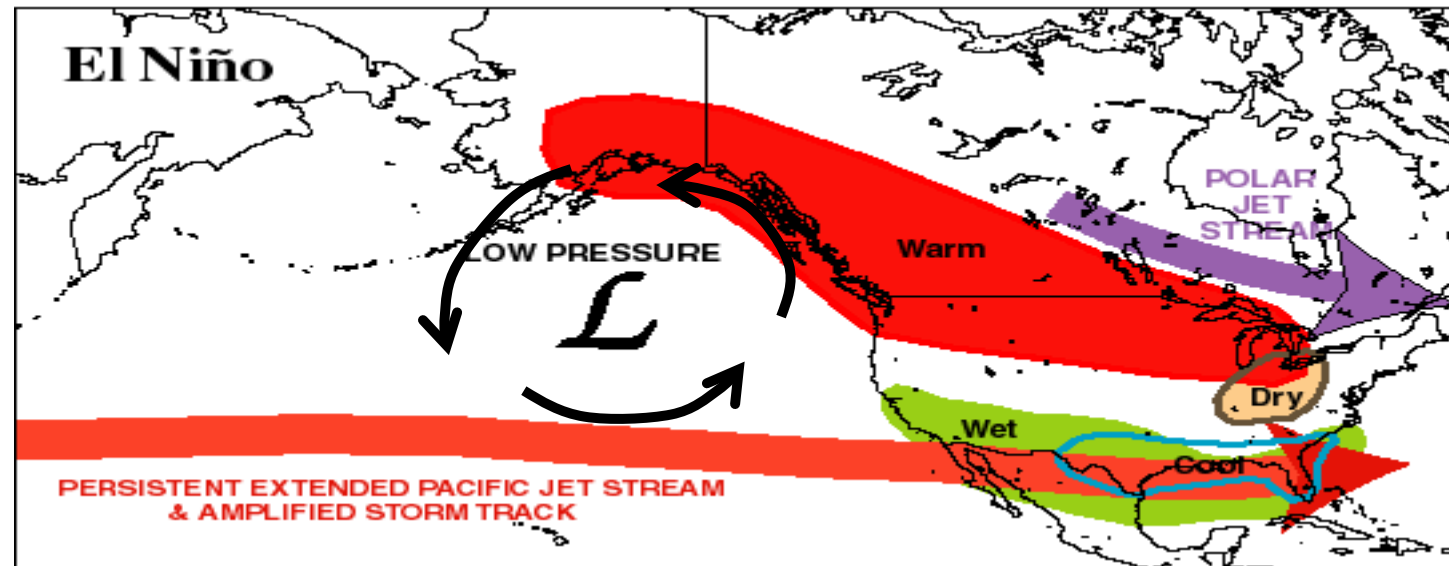 El Niño
POLAR
JET
STREAM
LOW PRESSURE
Warm
L
Dry
Wet
Cool
PERSISTENT EXTENDED PACIFIC JET STREAM
& AMPLIFIED STORM TRACK